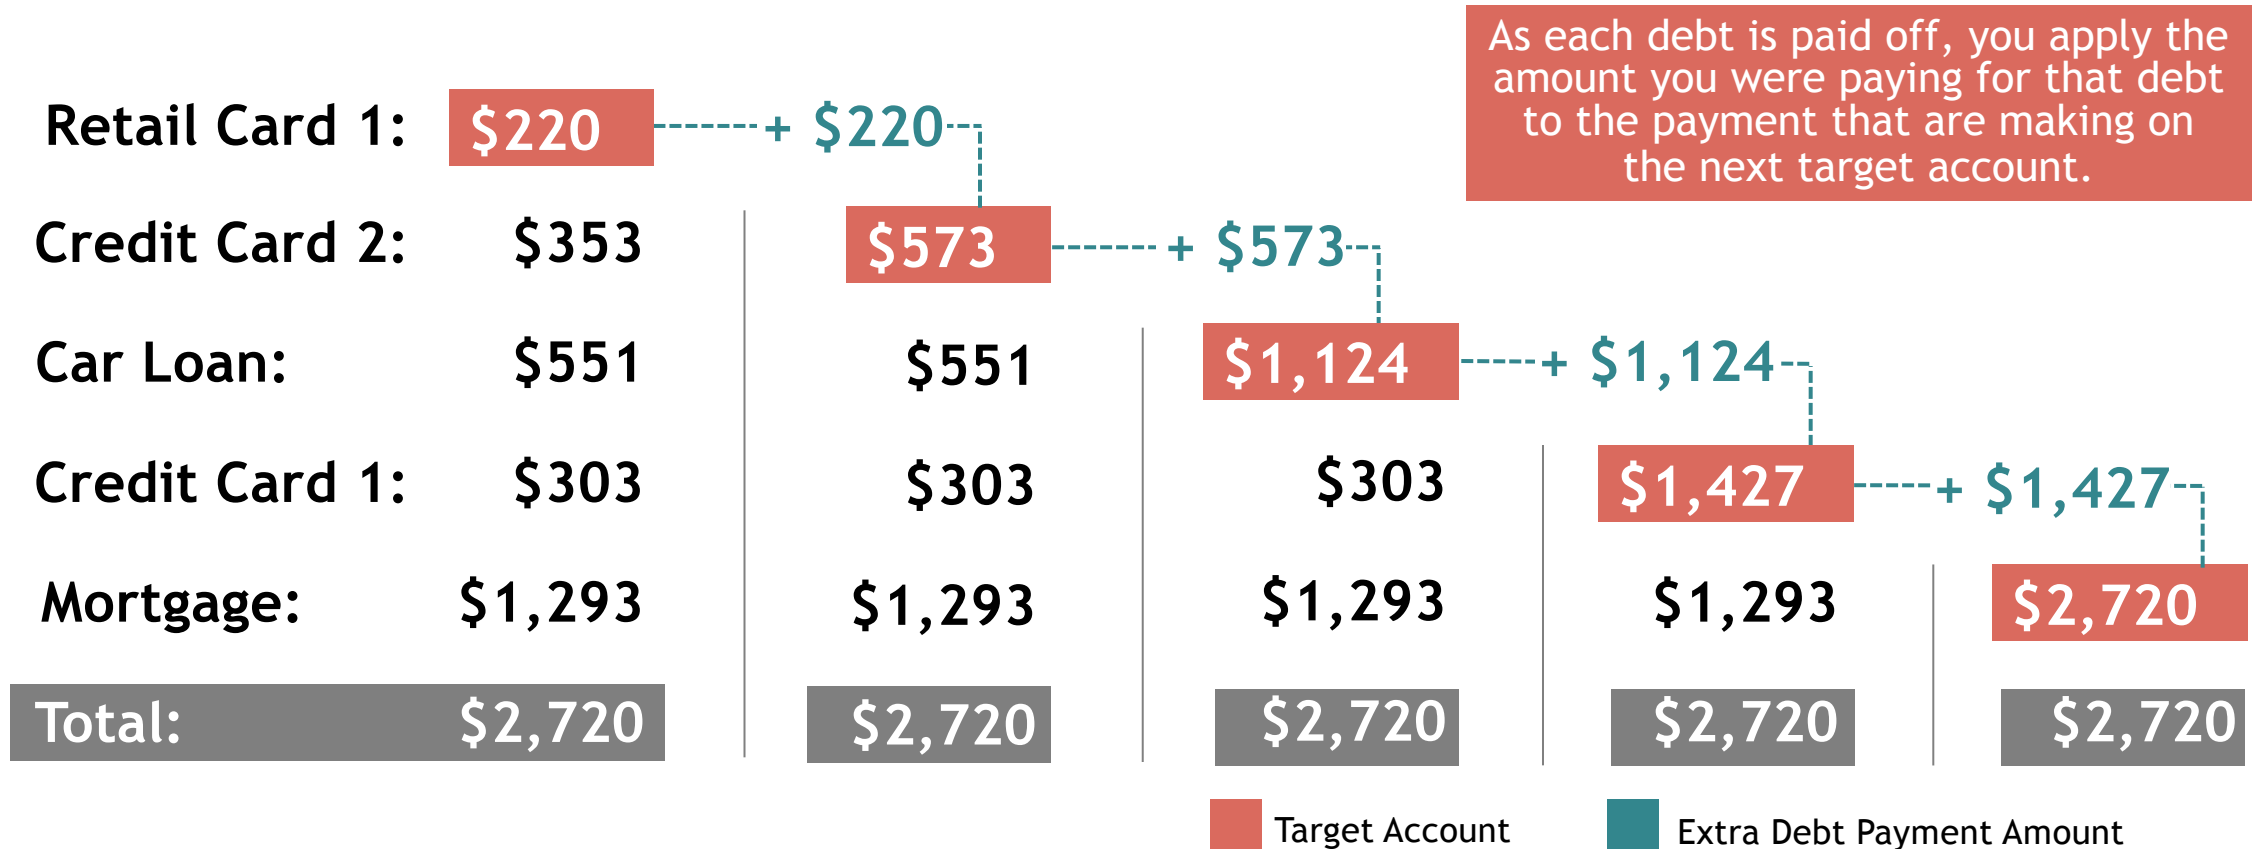 As each debt is paid off, you apply the
amount you were paying for that debt
to the payment that are making on
the next target account.
Retail Card 1: $220 + $220
Credit Card 2: $353 $573 + $573
Car Loan: $551 $551 $1,124 + $1,124
Credit Card 1: $303 $303 $303 $1,427 + $1,427
Mortgage: $1,293 $1,293 $1,293 $1,293 $2,720
Total: $2,720 $2,720 $2,720 $2,720 $2,720
Target Account Extra Debt Payment Amount